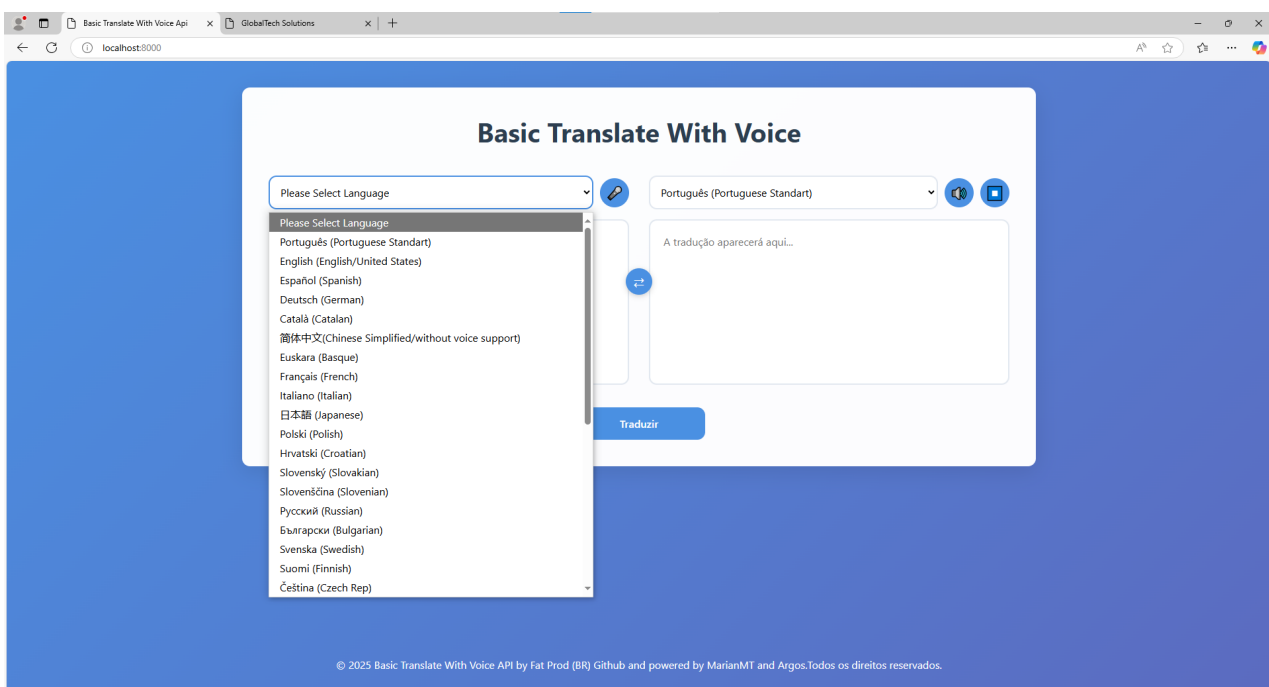 Basic Translate With Voice Api
GlobalTech Solutions
localhost:8000
Basic Translate With Voice
Please Select Language
Português (Portuguese Standart)
Please Select Language
Português (Portuguese Standart)
English (English/United States)
Español (Spanish)
Deutsch (German)
Català (Catalan)
简体中文(Chinese Simplified/without voice support)
Euskara (Basque)
Français (French)
Italiano (Italian)
日本語 (Japanese)
Polski (Polish)
Hrvatski (Croatian)
Slovenský (Slovakian)
Slovenščina (Slovenian)
Русский (Russian)
Български (Bulgarian)
Svenska (Swedish)
Suomi (Finnish)
Čeština (Czech Rep)
A tradução aparecerá aqui...
Traduzir
© 2025 Basic Translate With Voice API by Fat Prod (BR) Github and powered by MarianMT and Argos.Todos os direitos reservados.